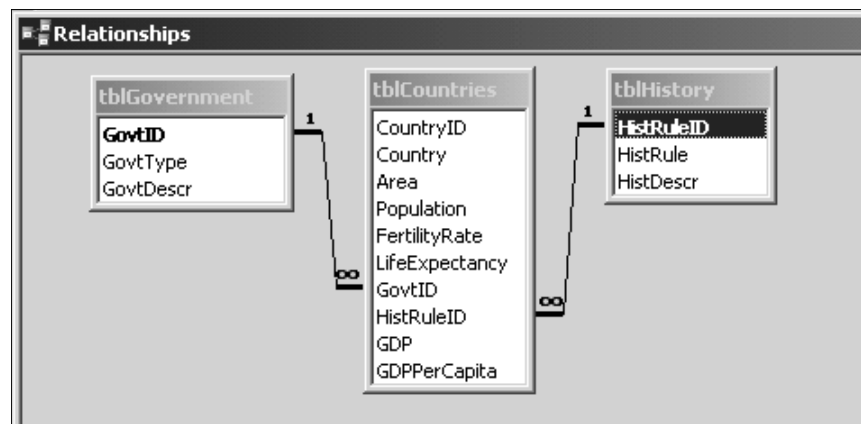 Relationships
tblGovernment
GovtID
GovtType
GovtDescr
1
∞
tblCountries
CountryID
Country
Area
Population
FertilityRate
LifeExpectancy
GovtID
HistRuleID
GDP
GDPPerCapita
1
∞
tblHistory
HistRuleID
HistRule
HistDescr